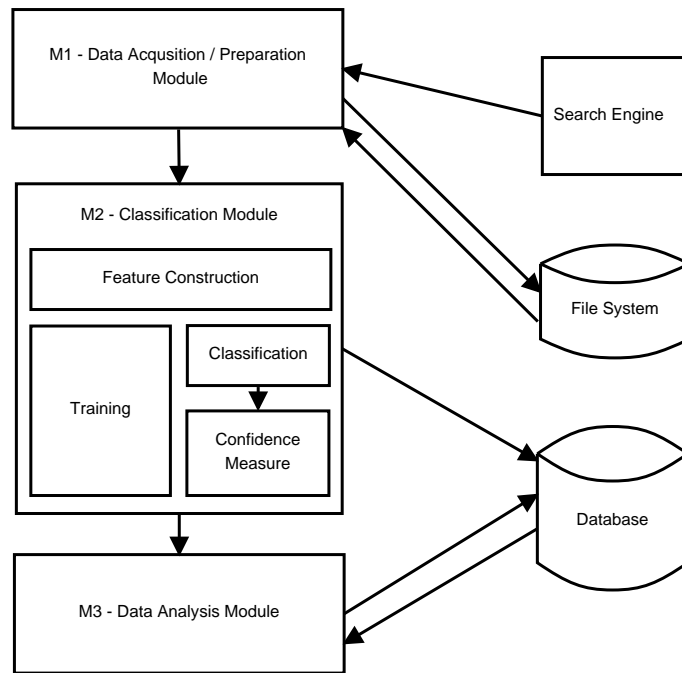 M1 - Data Acqusition / Preparation
Module
Search Engine
M2 - Classification Module
Feature Construction
File System
Classification
Training
Confidence
Measure
Database
M3 - Data Analysis Module